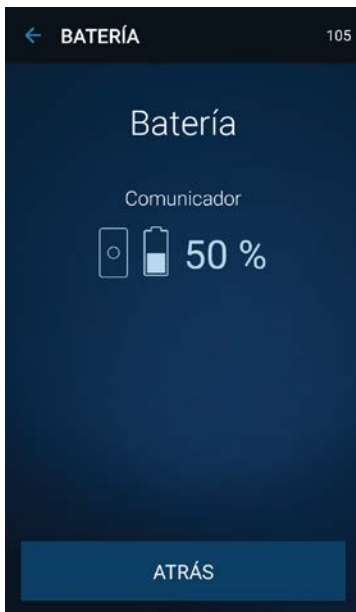 BATERÍA 105
Batería
Comunicador
50 %
ATRÁS